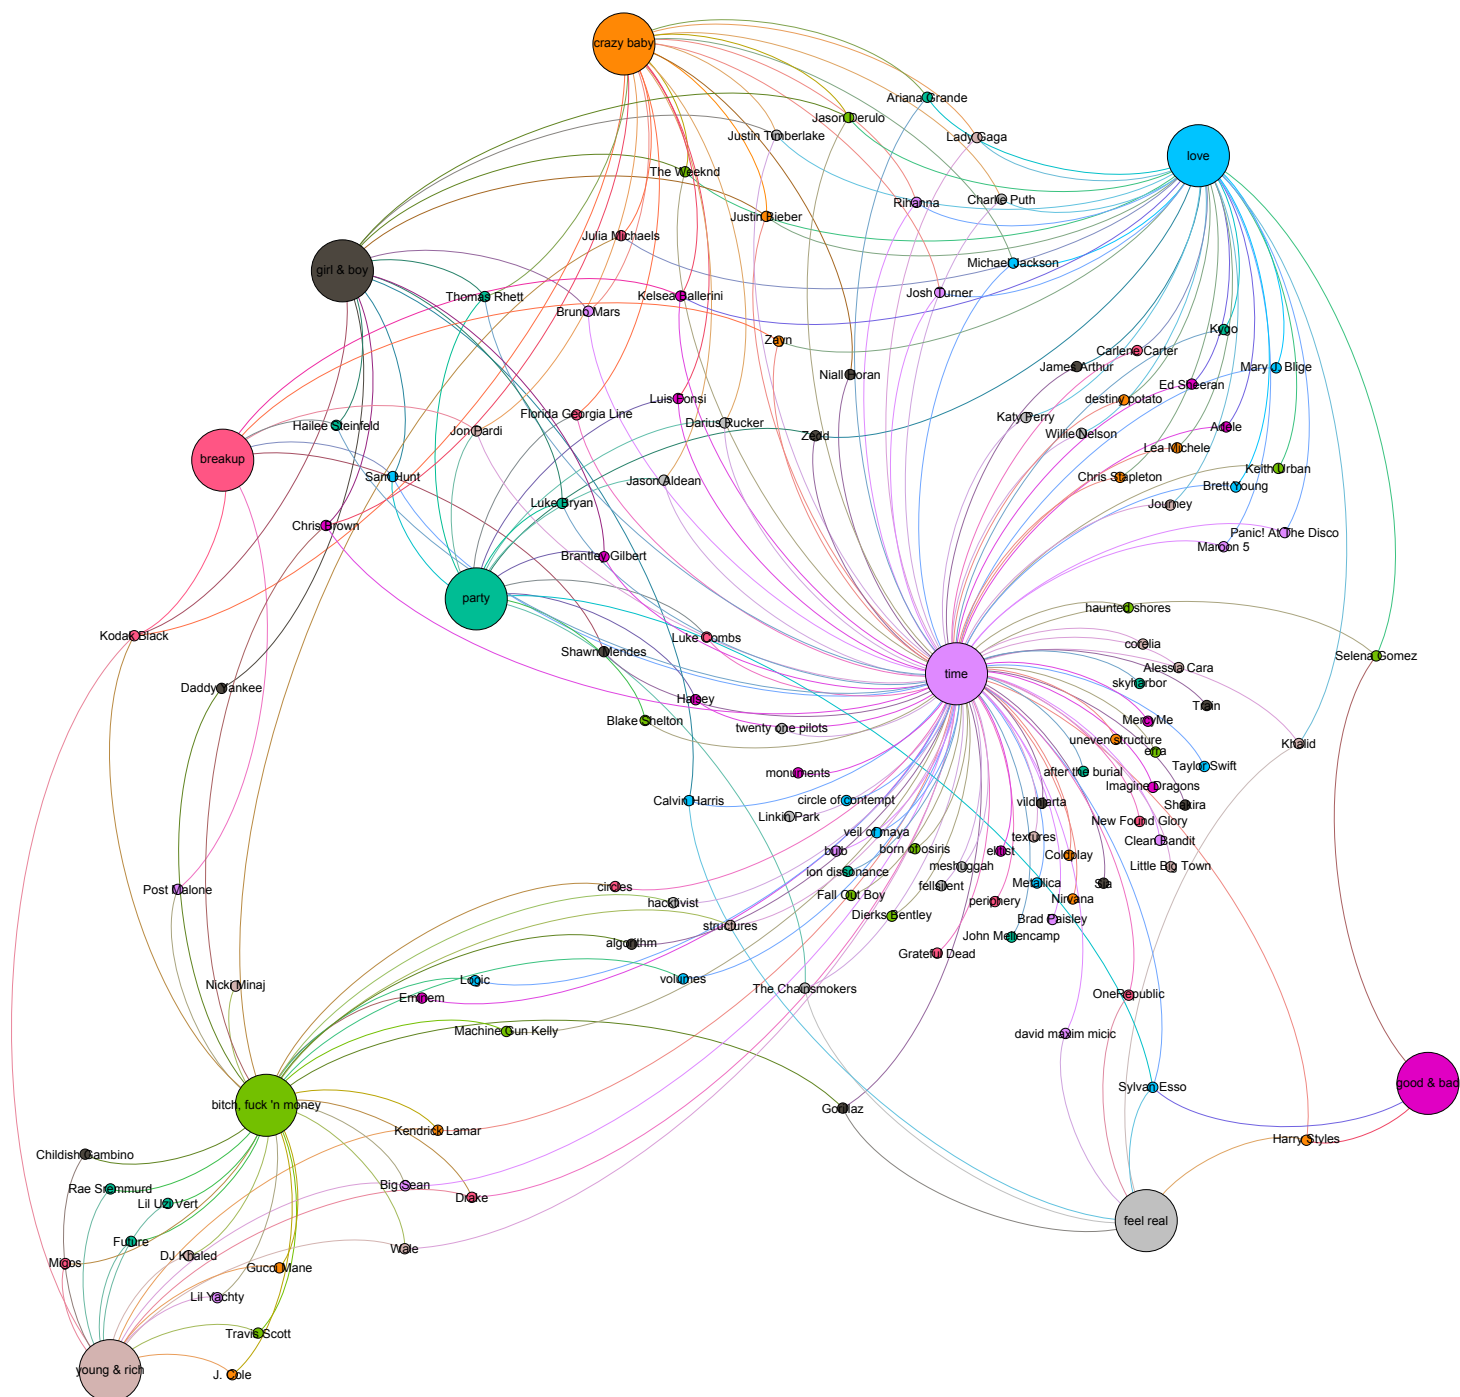 crazy baby
Ariana Grande
Jason Derulo
Justin Timberlake
Lady Gaga
love
The Weeknd
Charlie Puth
Rihanna
Justin Bieber
Julia Michaels
Michael Jackson
girl & boy
Josh Turner
Thomas Rhett
Kelsea Ballerini
Bruno Mars
Kygo
Zayn
Carlene Carter
James Arthur
Mary J. Blige
Niall Horan
Ed Sheeran
Luis Fonsi
destiny potato
Florida Georgia Line
Katy Perry
Darius Rucker
Hailee Steinfeld
Adele
Jon Pardi
Willie Nelson
Zedd
Lea Michele
breakup
Keith Urban
Sam Hunt
Chris Stapleton
Jason Aldean
Brett Young
Luke Bryan
Journey
Chris Brown
Panic! At The Disco
Maroon 5
Brantley Gilbert
party
haunted shores
Kodak Black
Luke Combs
corelia
Shawn Mendes
Selena Gomez
Alessia Cara
time
skyharbor
Daddy Yankee
Halsey
Train
Blake Shelton
MercyMe
twenty one pilots
uneven structure
Khalid
erra
Taylor Swift
monuments
after the burial
Imagine Dragons
Calvin Harris
circle of contempt
vildhjarta
Shakira
Linkin Park
New Found Glory
veil of maya
textures
Clean Bandit
bulb
born of osiris
elitist
Coldplay
meshuggah
Little Big Town
ion dissonance
circles
fellsilent
Metallica
Sia
Post Malone
Fall Out Boy
Nirvana
hacktivist
periphery
Dierks Bentley
Brad Paisley
structures
John Mellencamp
algorithm
Grateful Dead
Logic
volumes
Nicki Minaj
The Chainsmokers
OneRepublic
Eminem
Machine Gun Kelly
david maxim micic
good & bad
Sylvan Esso
bitch, fuck 'n money
Gorillaz
Kendrick Lamar
Harry Styles
Childish Gambino
Big Sean
Rae Sremmurd
Drake
Lil Uzi Vert
feel real
Future
Wale
DJ Khaled
Migos
Gucci Mane
Lil Yachty
Travis Scott
young & rich
J. Cole